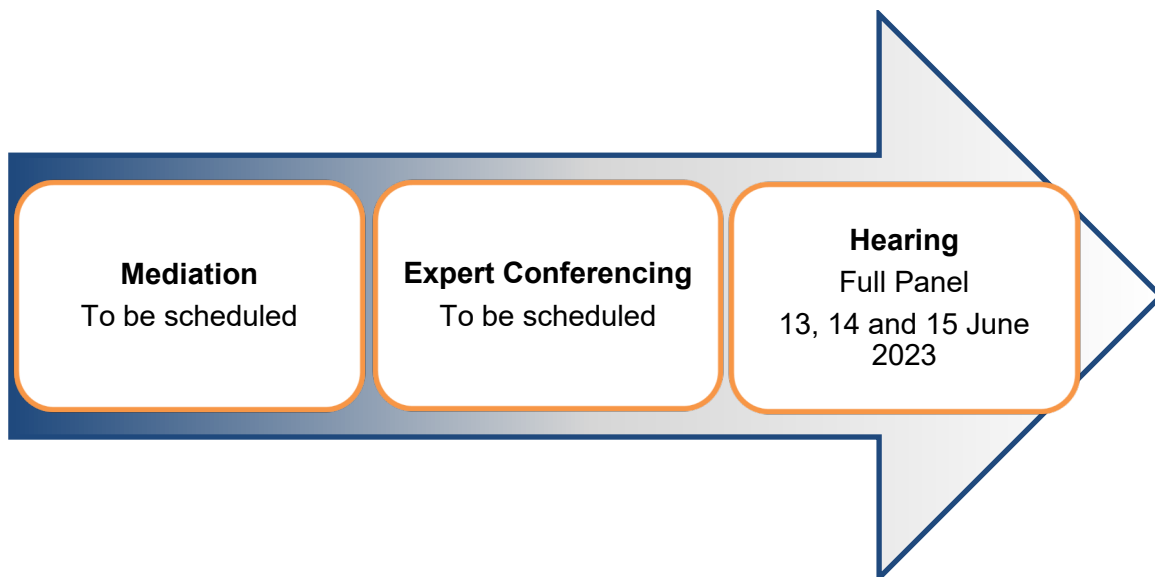 Mediation
To be scheduled
Expert Conferencing
To be scheduled
Hearing
Full Panel
13, 14 and 15 June
2023